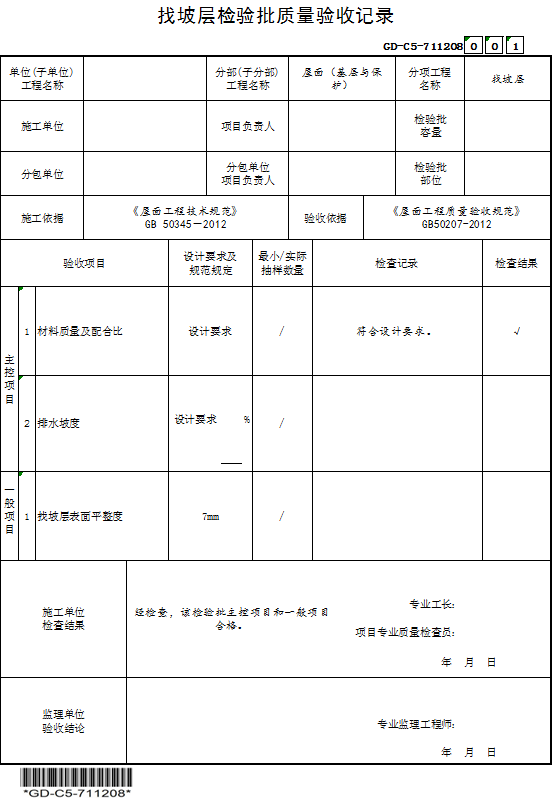 找坡层检验批质量验收记录
GD-C5-711208 0 0 1
单位(子单位)
工程名称
分部(子分部)
工程名称
屋面（基层与保
护）
分项工程
名称
找坡层
施工单位
项目负责人
检验批
容量
分包单位
分包单位
项目负责人
检验批
部位
施工依据
《屋面工程技术规范》
GB 50345－2012
验收依据
《屋面工程质量验收规范》
GB50207-2012
验收项目
设计要求及
规范规定
最小/实际
抽样数量
检查记录
检查结果
主
控
项
目
1 材料质量及配合比 设计要求 / 符合设计要求。 √
2 排水坡度 设计要求 % /
一
般
项
目
1 找坡层表面平整度 7mm /
施工单位
检查结果
经检查，该检验批主控项目和一般项目
合格。
专业工长:
项目专业质量检查员:
年 月 日
监理单位
验收结论
专业监理工程师:
年 月 日
*GD-C5-711208*